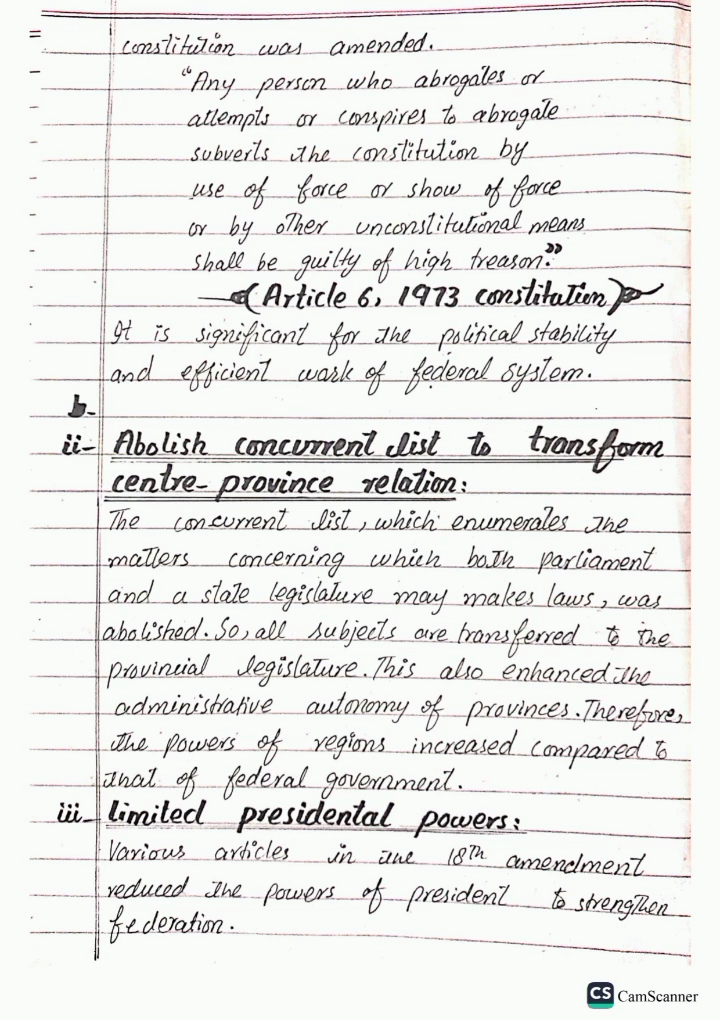 constitution was amended.
"Any person who abrogates or
attempts or conspires to abrogate
subverts the constitution by
use of force or show of force
or by other unconstitutional means
shall be guilty of high treason."
(Article 6, 1973 constitution)
It is significant for the political stability
and efficient work of federal system.
b-
ii- Abolish concurrent list to transform
centre-province relation:
The concurrent list, which enumerates the
matters concerning which both parliament
and a state legislature may makes laws, was
abolished. So, all subjects are transferred to the
provincial legislature. This also enhanced the
administrative autonomy of provinces. Therefore,
the powers of regions increased compared to
that of federal government.
iii- limited presidental powers:
Various articles in the 18th amendment
reduced the powers of president to strengthen
federation.
CS CamScanner